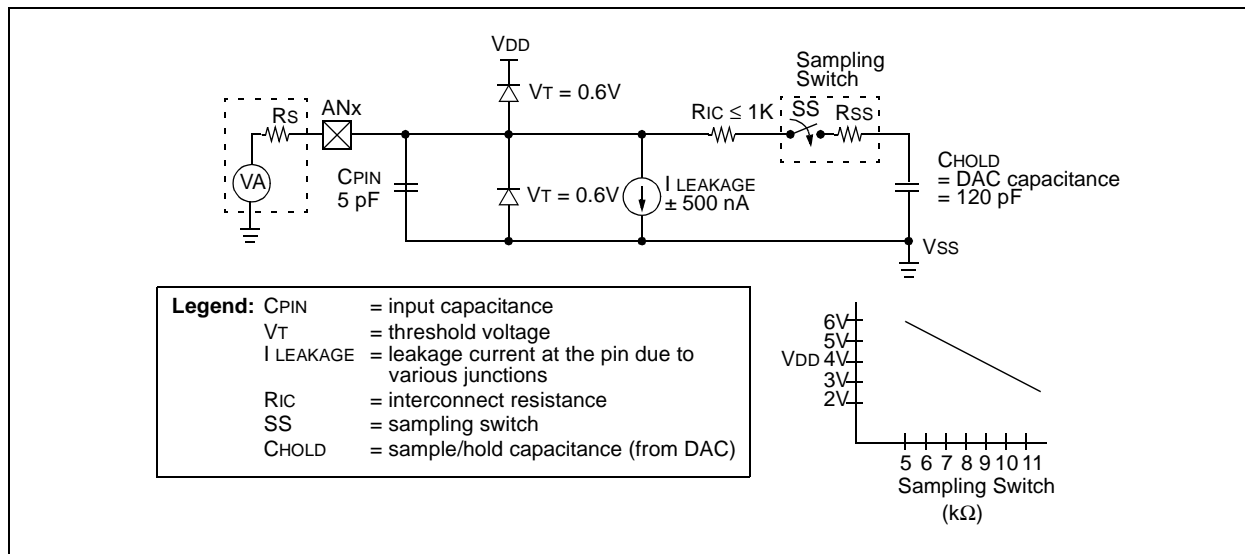 VDD
Sampling
Switch
VT = 0.6V
ANx
RS
RIC ≤ 1K
SS
RSS
VA
CPIN
5 pF
VT = 0.6V
I LEAKAGE
± 500 nA
CHOLD
= DAC capacitance
= 120 pF
VSS
Legend: CPIN = input capacitance
VT = threshold voltage
I LEAKAGE = leakage current at the pin due to
various junctions
RIC = interconnect resistance
SS = sampling switch
CHOLD = sample/hold capacitance (from DAC)
6V
5V
VDD 4V
3V
2V
5 6 7 8 9 10 11
Sampling Switch
(kΩ)